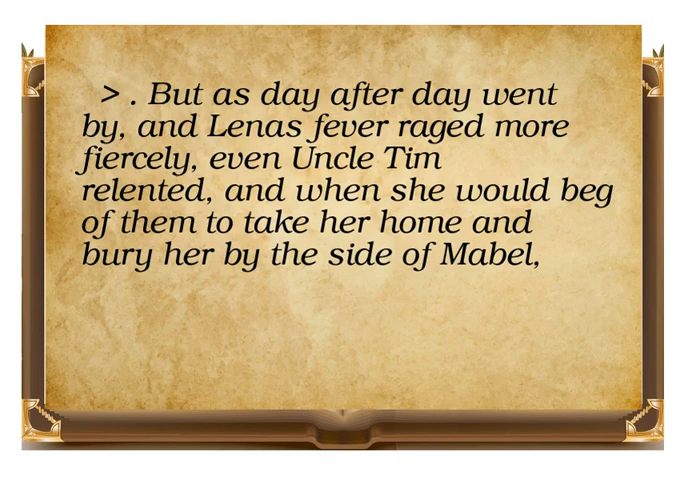 > . But as day after day went
by, and Lenas fever raged more
fiercely, even Uncle Tim
relented, and when she would beg
of them to take her home and
bury her by the side of Mabel,